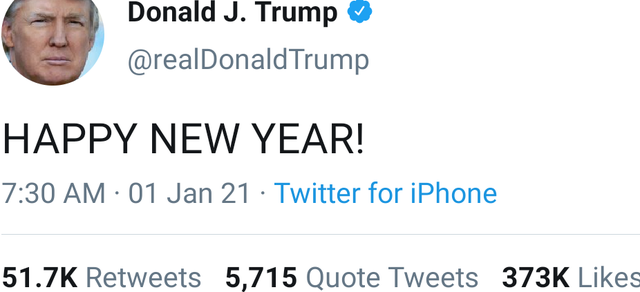 Donald J. Trump
@realDonaldTrump
HAPPY NEW YEAR!
7:30 AM · 01 Jan 21 · Twitter for iPhone
51.7K Retweets 5,715 Quote Tweets 373K Likes